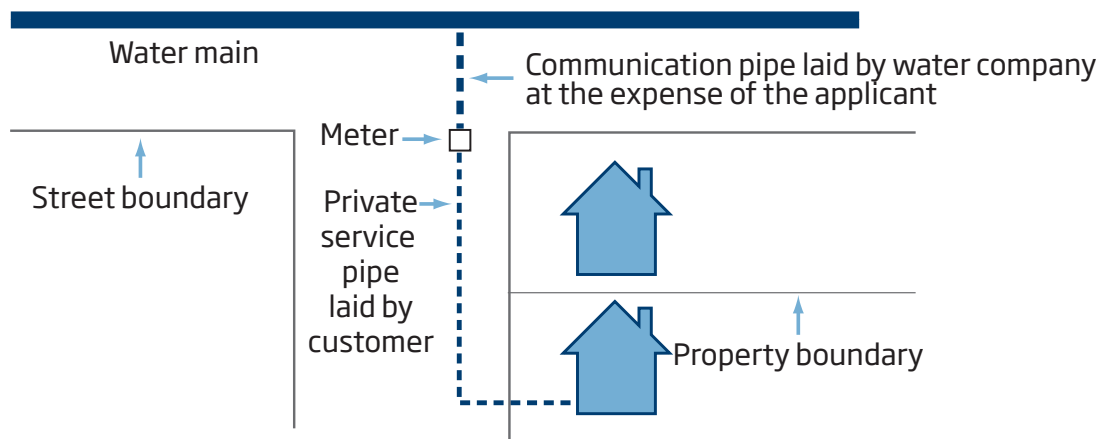 Water main
Communication pipe laid by water company
at the expense of the applicant
Meter
Street boundary
Private
service
pipe
laid by
customer
Property boundary